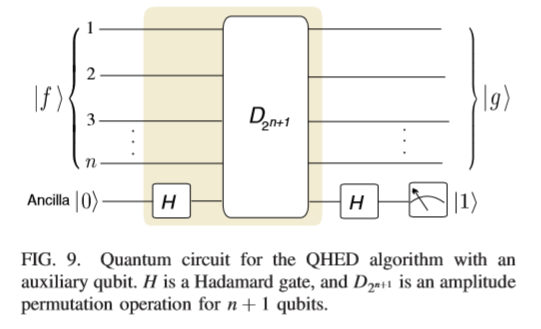 1
2
|f⟩
3
n
D2n+1
|g⟩
Ancilla |0⟩
H
H
|1⟩
FIG. 9. Quantum circuit for the QHED algorithm with an
auxiliary qubit. H is a Hadamard gate, and D2n+1 is an amplitude
permutation operation for n + 1 qubits.